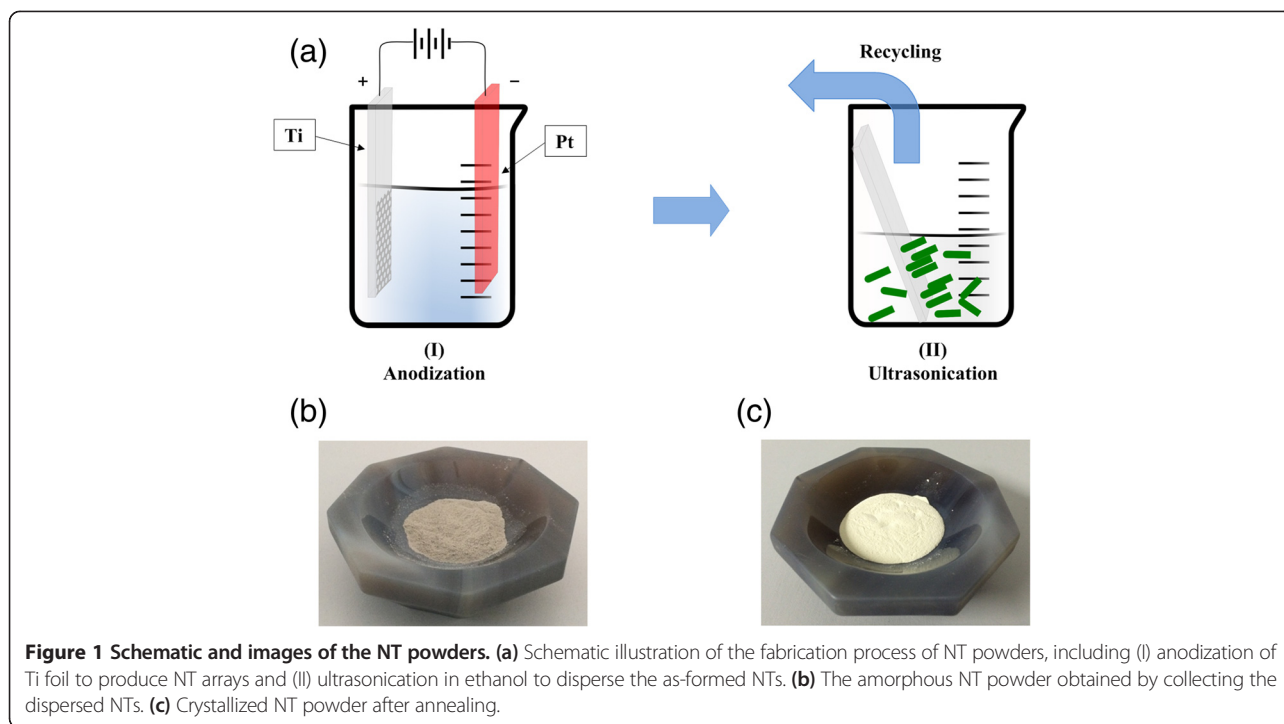 (a)
Recycling
+
−
Ti
Pt
(I)
Anodization
(II)
Ultrasonication
(b)
(c)
Figure 1 Schematic and images of the NT powders. (a) Schematic illustration of the fabrication process of NT powders, including (I) anodization of
Ti foil to produce NT arrays and (II) ultrasonication in ethanol to disperse the as-formed NTs. (b) The amorphous NT powder obtained by collecting the
dispersed NTs. (c) Crystallized NT powder after annealing.